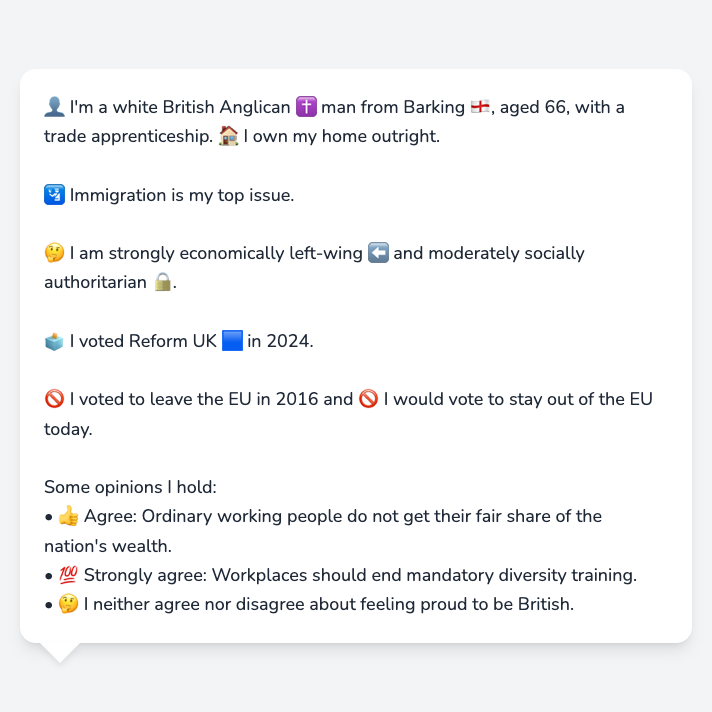 👤 I'm a white British Anglican ✝️ man from Barking 🏴󠁧󠁢󠁥󠁮󠁧󠁿, aged 66, with a
trade apprenticeship. 🏠 I own my home outright.
🛂 Immigration is my top issue.
🤔 I am strongly economically left-wing ⬅️ and moderately socially
authoritarian 🔒.
🗳️ I voted Reform UK 🟦 in 2024.
🚫 I voted to leave the EU in 2016 and 🚫 I would vote to stay out of the EU
today.
Some opinions I hold:
• 👍 Agree: Ordinary working people do not get their fair share of the
nation's wealth.
• 💯 Strongly agree: Workplaces should end mandatory diversity training.
• 🤔 I neither agree nor disagree about feeling proud to be British.